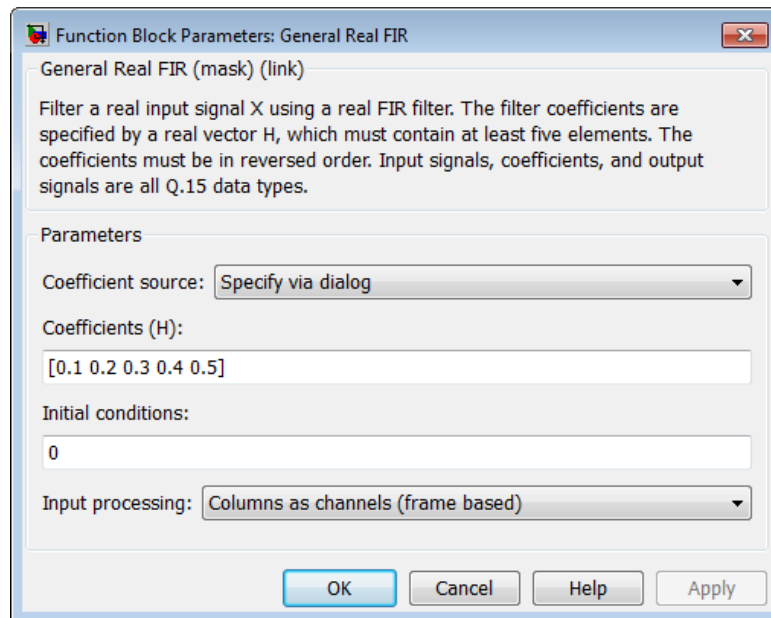 Function Block Parameters: General Real FIR
General Real FIR (mask) (link)
Filter a real input signal X using a real FIR filter. The filter coefficients are
specified by a real vector H, which must contain at least five elements. The
coefficients must be in reversed order. Input signals, coefficients, and output
signals are all Q.15 data types.
Parameters
Coefficient source: Specify via dialog
Coefficients (H):
[0.1 0.2 0.3 0.4 0.5]
Initial conditions:
0
Input processing: Columns as channels (frame based)
OK Cancel Help Apply